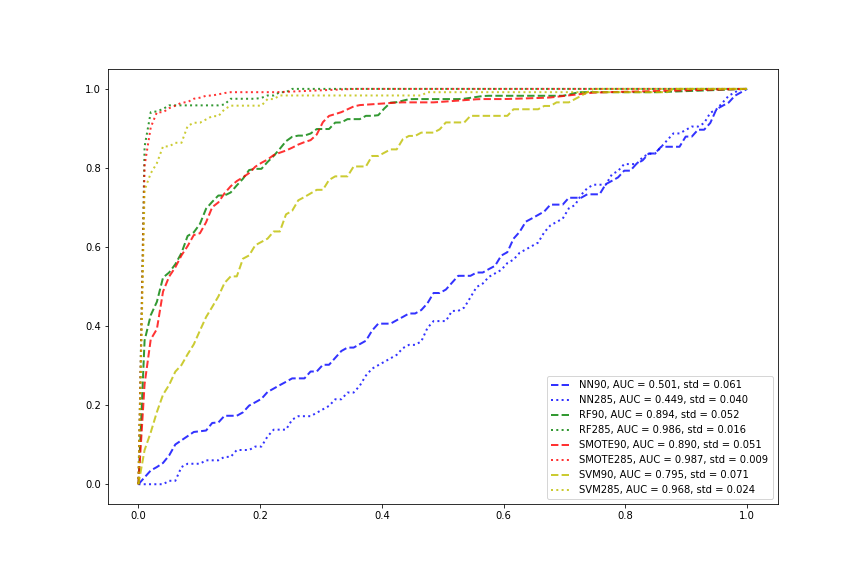 1.0
0.8
0.6
0.4
0.2
0.0
NN90, AUC = 0.501, std = 0.061
NN285, AUC = 0.449, std = 0.040
RF90, AUC = 0.894, std = 0.052
RF285, AUC = 0.986, std = 0.016
SMOTE90, AUC = 0.890, std = 0.051
SMOTE285, AUC = 0.987, std = 0.009
SVM90, AUC = 0.795, std = 0.071
SVM285, AUC = 0.968, std = 0.024
0.0 0.2 0.4 0.6 0.8 1.0